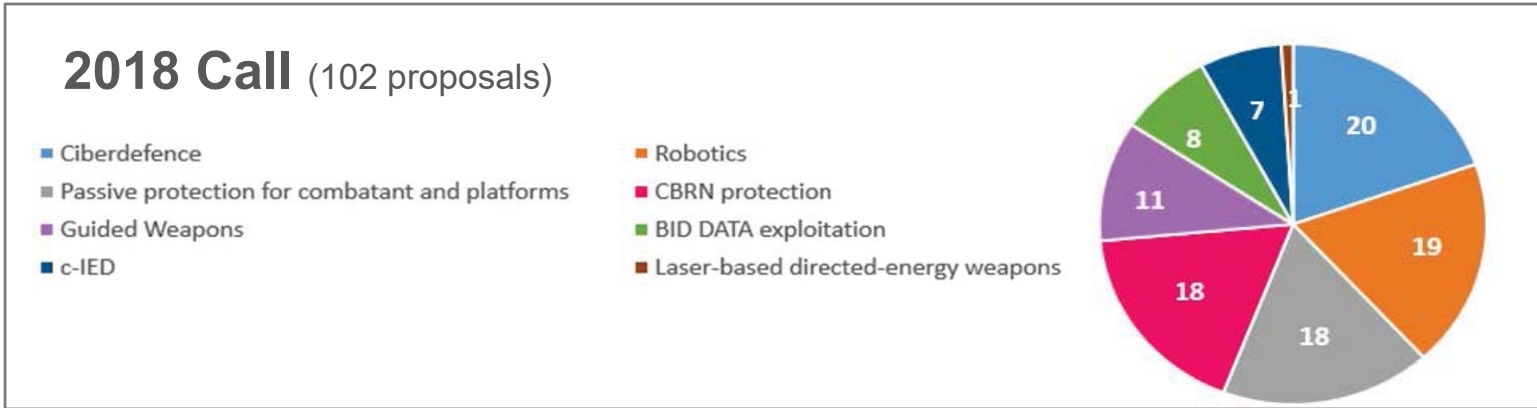 2018 Call (102 proposals)
Ciberdefence
Robotics
Passive protection for combatant and platforms
CBRN protection
Guided Weapons
BID DATA exploitation
c-IED
Laser-based directed-energy weapons
20
19
18
18
11
8
7
1